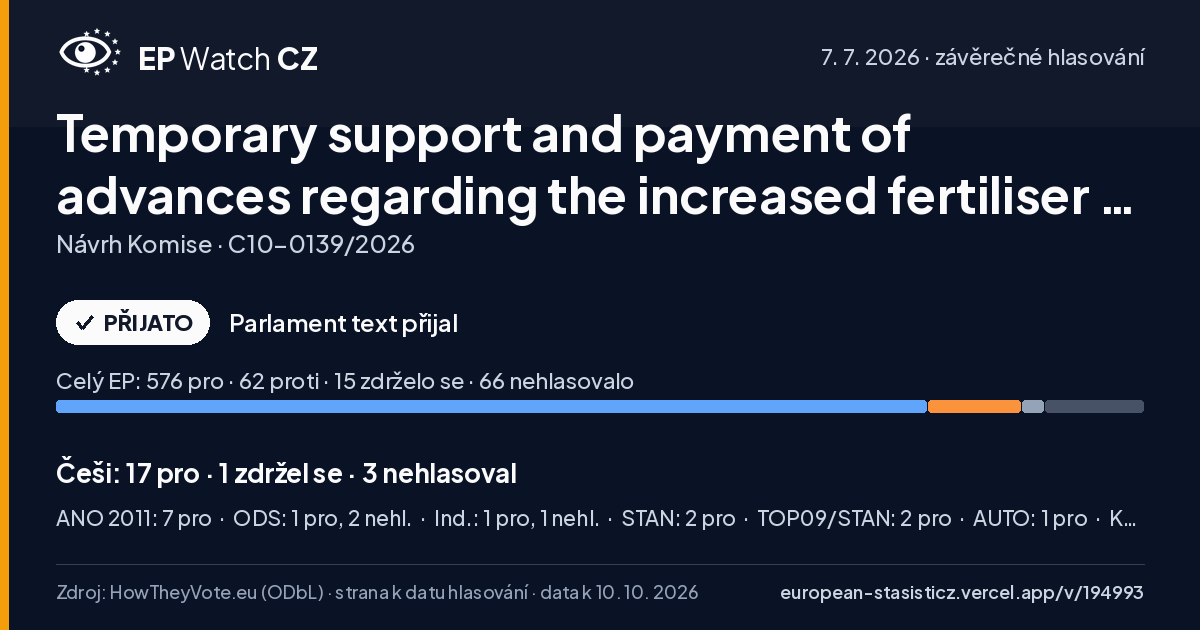 EP Watch CZ
7. 7. 2026 · závěrečné hlasování
Temporary support and payment of
advances regarding the increased fertiliser …
Návrh Komise · C10-0139/2026
✓ PŘIJATO
Parlament text přijal
Celý EP: 576 pro · 62 proti · 15 zdrželo se · 66 nehlasovalo
Češi: 17 pro · 1 zdržel se · 3 nehlasoval
ANO 2011: 7 pro · ODS: 1 pro, 2 nehl. · Ind.: 1 pro, 1 nehl. · STAN: 2 pro · TOP09/STAN: 2 pro · AUTO: 1 pro · K…
Zdroj: HowTheyVote.eu (ODbL) · strana k datu hlasování · data k 10. 10. 2026
european-stasisticz.vercel.app/v/194993